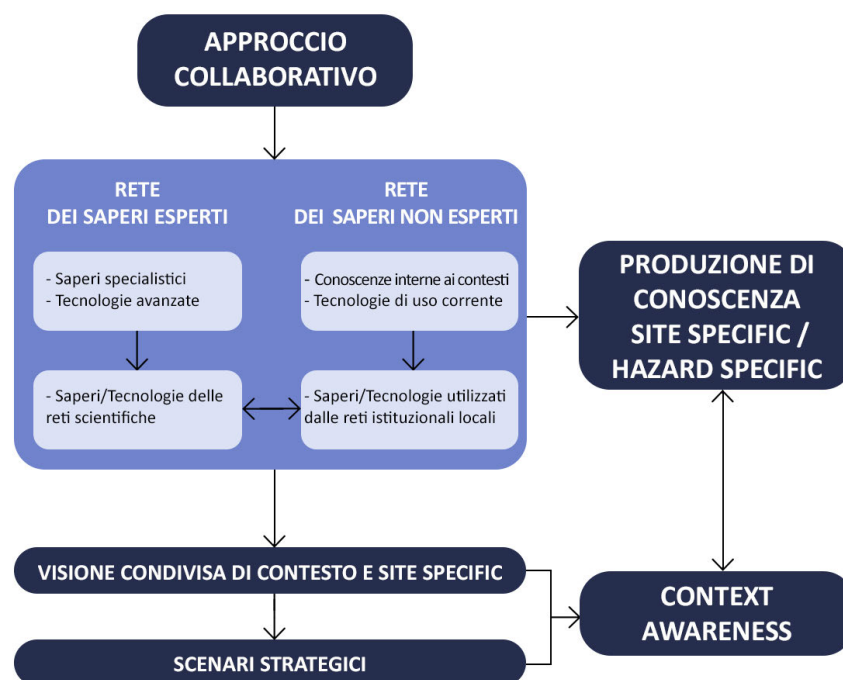 APPROCCIO
COLLABORATIVO
RETE
DEI SAPERI ESPERTI
- Saperi specialistici
- Tecnologie avanzate
- Saperi/Tecnologie delle
reti scientifiche
RETE
DEI SAPERI NON ESPERTI
- Conoscenze interne ai contesti
- Tecnologie di uso corrente
- Saperi/Tecnologie utilizzati
dalle reti istituzionali locali
PRODUZIONE DI
CONOSCENZA
SITE SPECIFIC /
HAZARD SPECIFIC
VISIONE CONDIVISA DI CONTESTO E SITE SPECIFIC
SCENARI STRATEGICI
CONTEXT
AWARENESS